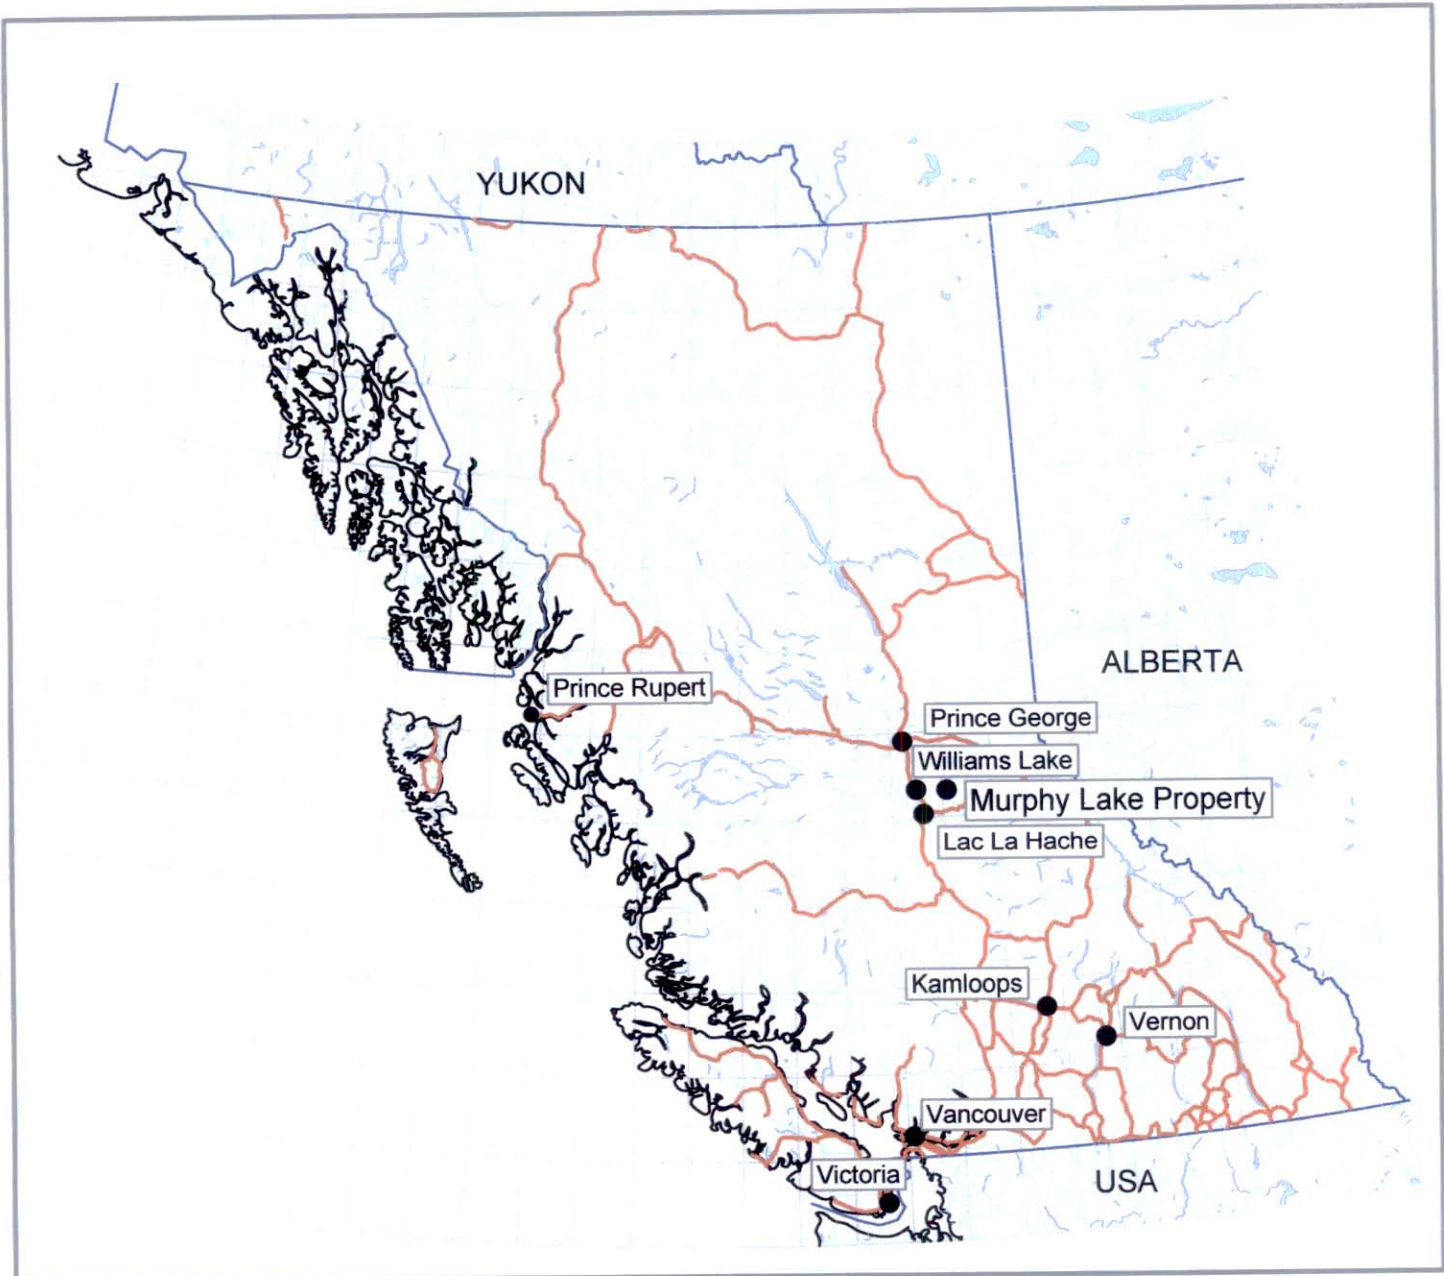 YUKON
ALBERTA
Prince Rupert
Prince George
Williams Lake
Murphy Lake Property
Lac La Hache
Kamloops
Vernon
Vancouver
Victoria
USA